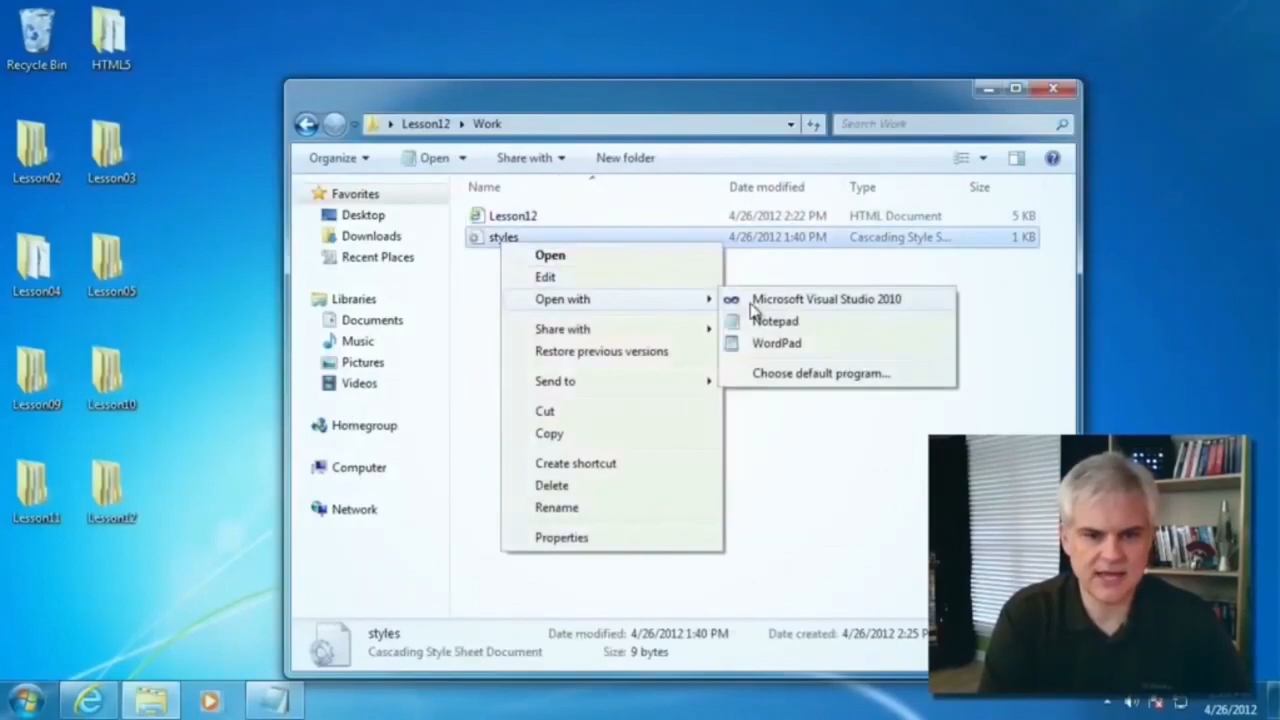 Recycle Bin
HTML5
Lesson02
Lesson03
Lesson04
Lesson05
Lesson09
Lesson10
Lesson11
Lesson12
Lesson12
Work
Search Work
Organize
Open
Share with
New folder
Favorites
Desktop
Downloads
Recent Places
Libraries
Documents
Music
Pictures
Videos
Homegroup
Computer
Network
Name
Date modified
Type
Size
Lesson12
4/26/2012 2:22 PM
HTML Document
5 KB
styles
4/26/2012 1:40 PM
Cascading Style S...
1 KB
Open
Edit
Open with
Share with
Restore previous versions
Send to
Cut
Copy
Create shortcut
Delete
Rename
Properties
Microsoft Visual Studio 2010
Notepad
WordPad
Choose default program...
styles
Date modified: 4/26/2012 1:40 PM
Date created: 4/26/2012 2:25 P
Cascading Style Sheet Document
Size: 9 bytes
4/26/2012